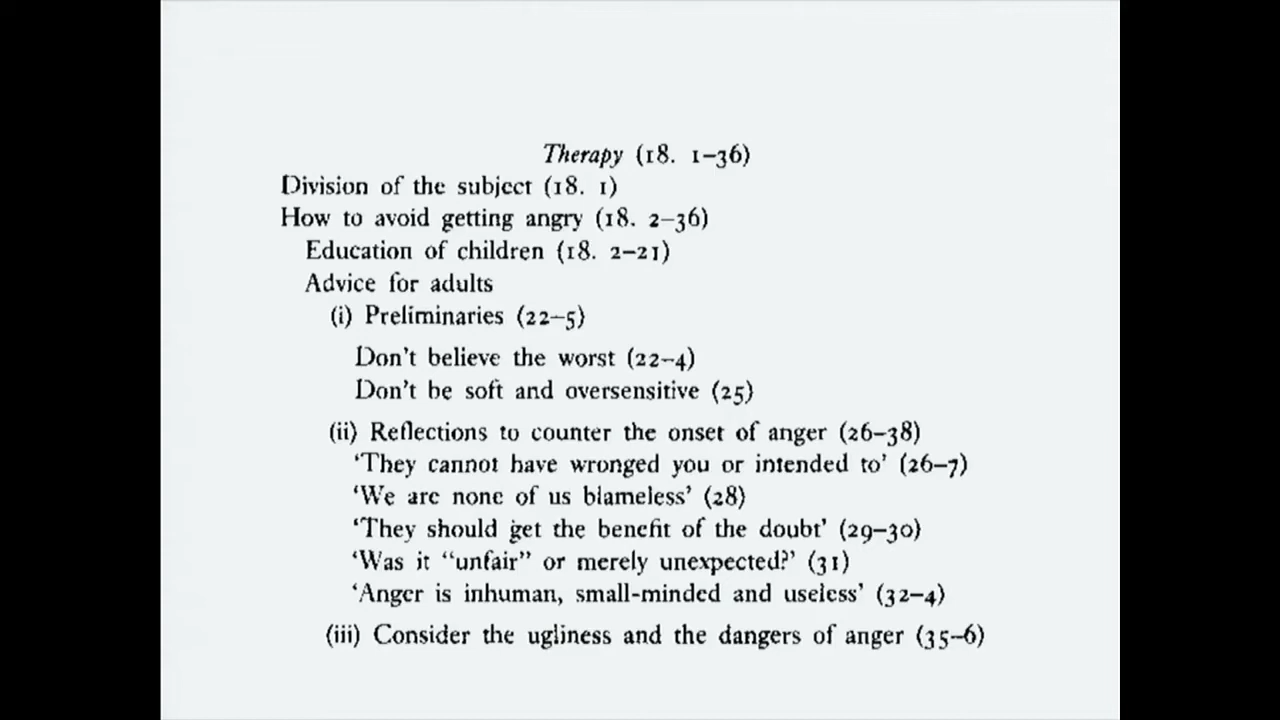 Therapy (18. 1–36)
Division of the subject (18. 1)
How to avoid getting angry (18. 2–36)
Education of children (18. 2–21)
Advice for adults
(i) Preliminaries (22–5)
Don't believe the worst (22–4)
Don't be soft and oversensitive (25)
(ii) Reflections to counter the onset of anger (26–38)
‘They cannot have wronged you or intended to’ (26–7)
‘We are none of us blameless’ (28)
‘They should get the benefit of the doubt’ (29–30)
‘Was it “unfair” or merely unexpected?’ (31)
‘Anger is inhuman, small-minded and useless’ (32–4)
(iii) Consider the ugliness and the dangers of anger (35–6)